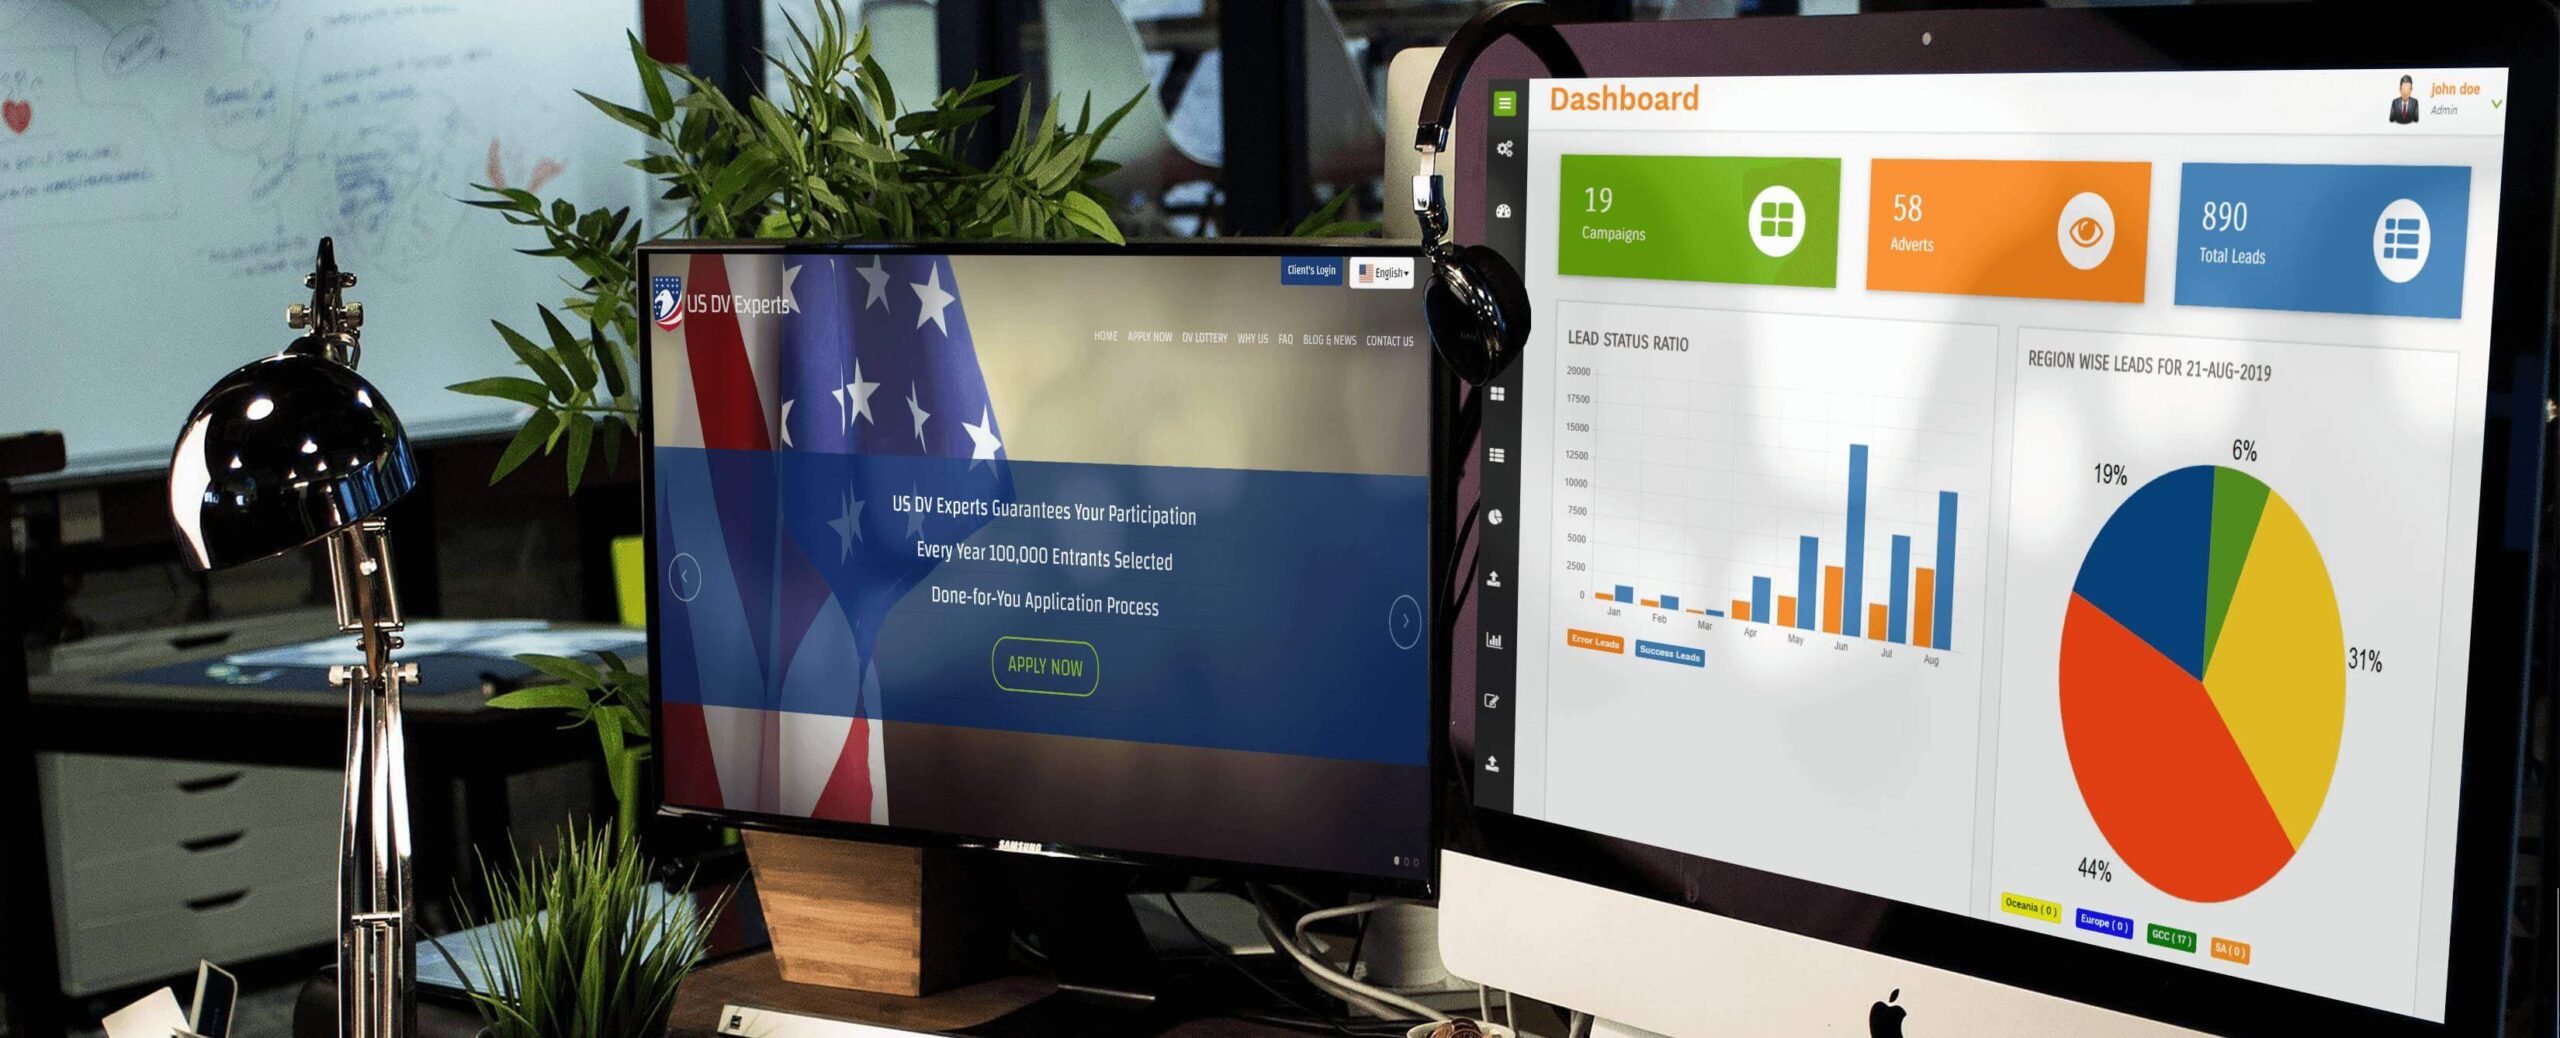 US DV Experts
Client's Login
English
HOME APPLY NOW DV LOTTERY WHY US FAQ BLOG & NEWS CONTACT US
US DV Experts Guarantees Your Participation
Every Year 100,000 Entrants Selected
Done-for-You Application Process
APPLY NOW
SAMSUNG
Dashboard
john doe
Admin
19
Campaigns
58
Adverts
890
Total Leads
LEAD STATUS RATIO
20000
17500
15000
12500
10000
7500
5000
2500
0
Jan Feb Mar Apr May Jun Jul Aug
Error Leads Success Leads
REGION WISE LEADS FOR 21-AUG-2019
6%
19%
31%
44%
Oceania ( 0 ) Europe ( 0 ) GCC ( 17 ) SA ( 0 )